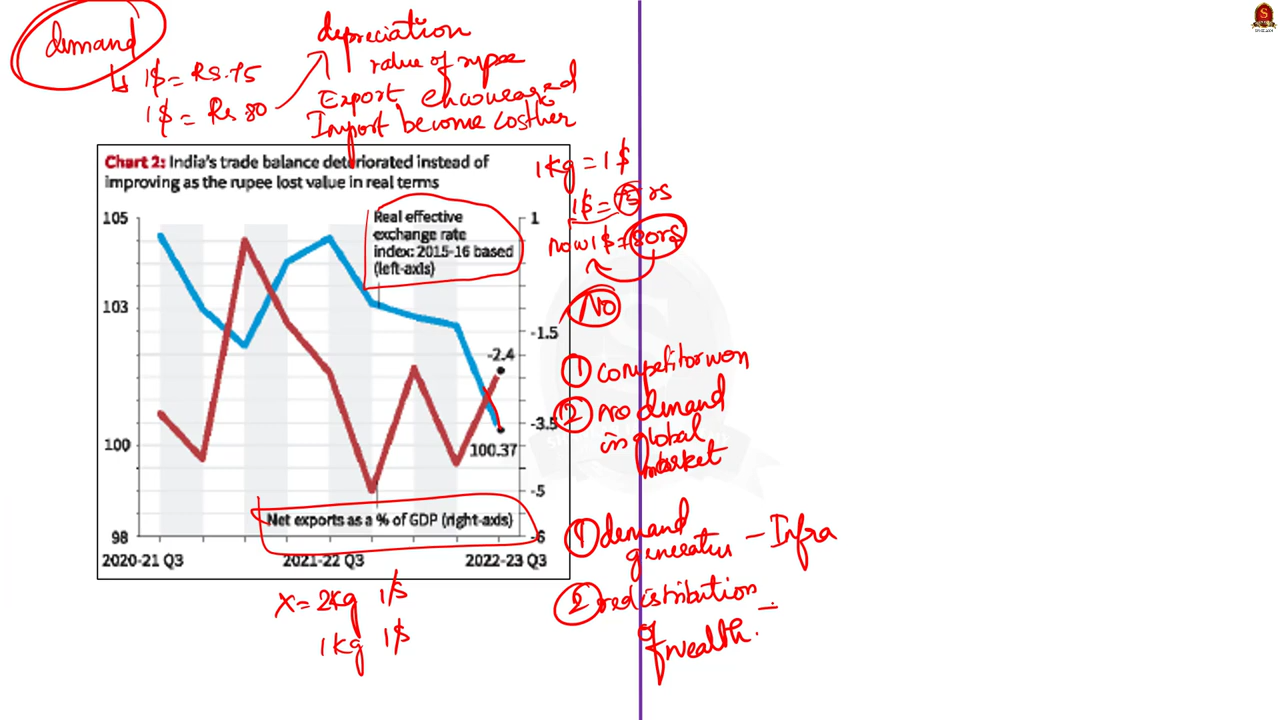 demand
↳ 1$ = RS.75
1$ = Rs 80
depreciation
value of rupee
Export encouraged
Import become costlier
Chart 2: India's trade balance deteriorated instead of
improving as the rupee lost value in real terms
105
103
100
98
Real effective
exchange rate
index: 2015-16 based
(left-axis)
1
-1.5
-2.4
-3.5
100.37
-5
-6
Net exports as a % of GDP (right-axis)
2020-21 Q3
2021-22 Q3
2022-23 Q3
1 Kg = 1 $
1$ = 75 rs
now 1$ = 80rs
No
① competitor won
② no demand
in global
market
① demand
generation - Infra
② redistribution
of wealth. -
X = 2Kg 1$
1 Kg 1$